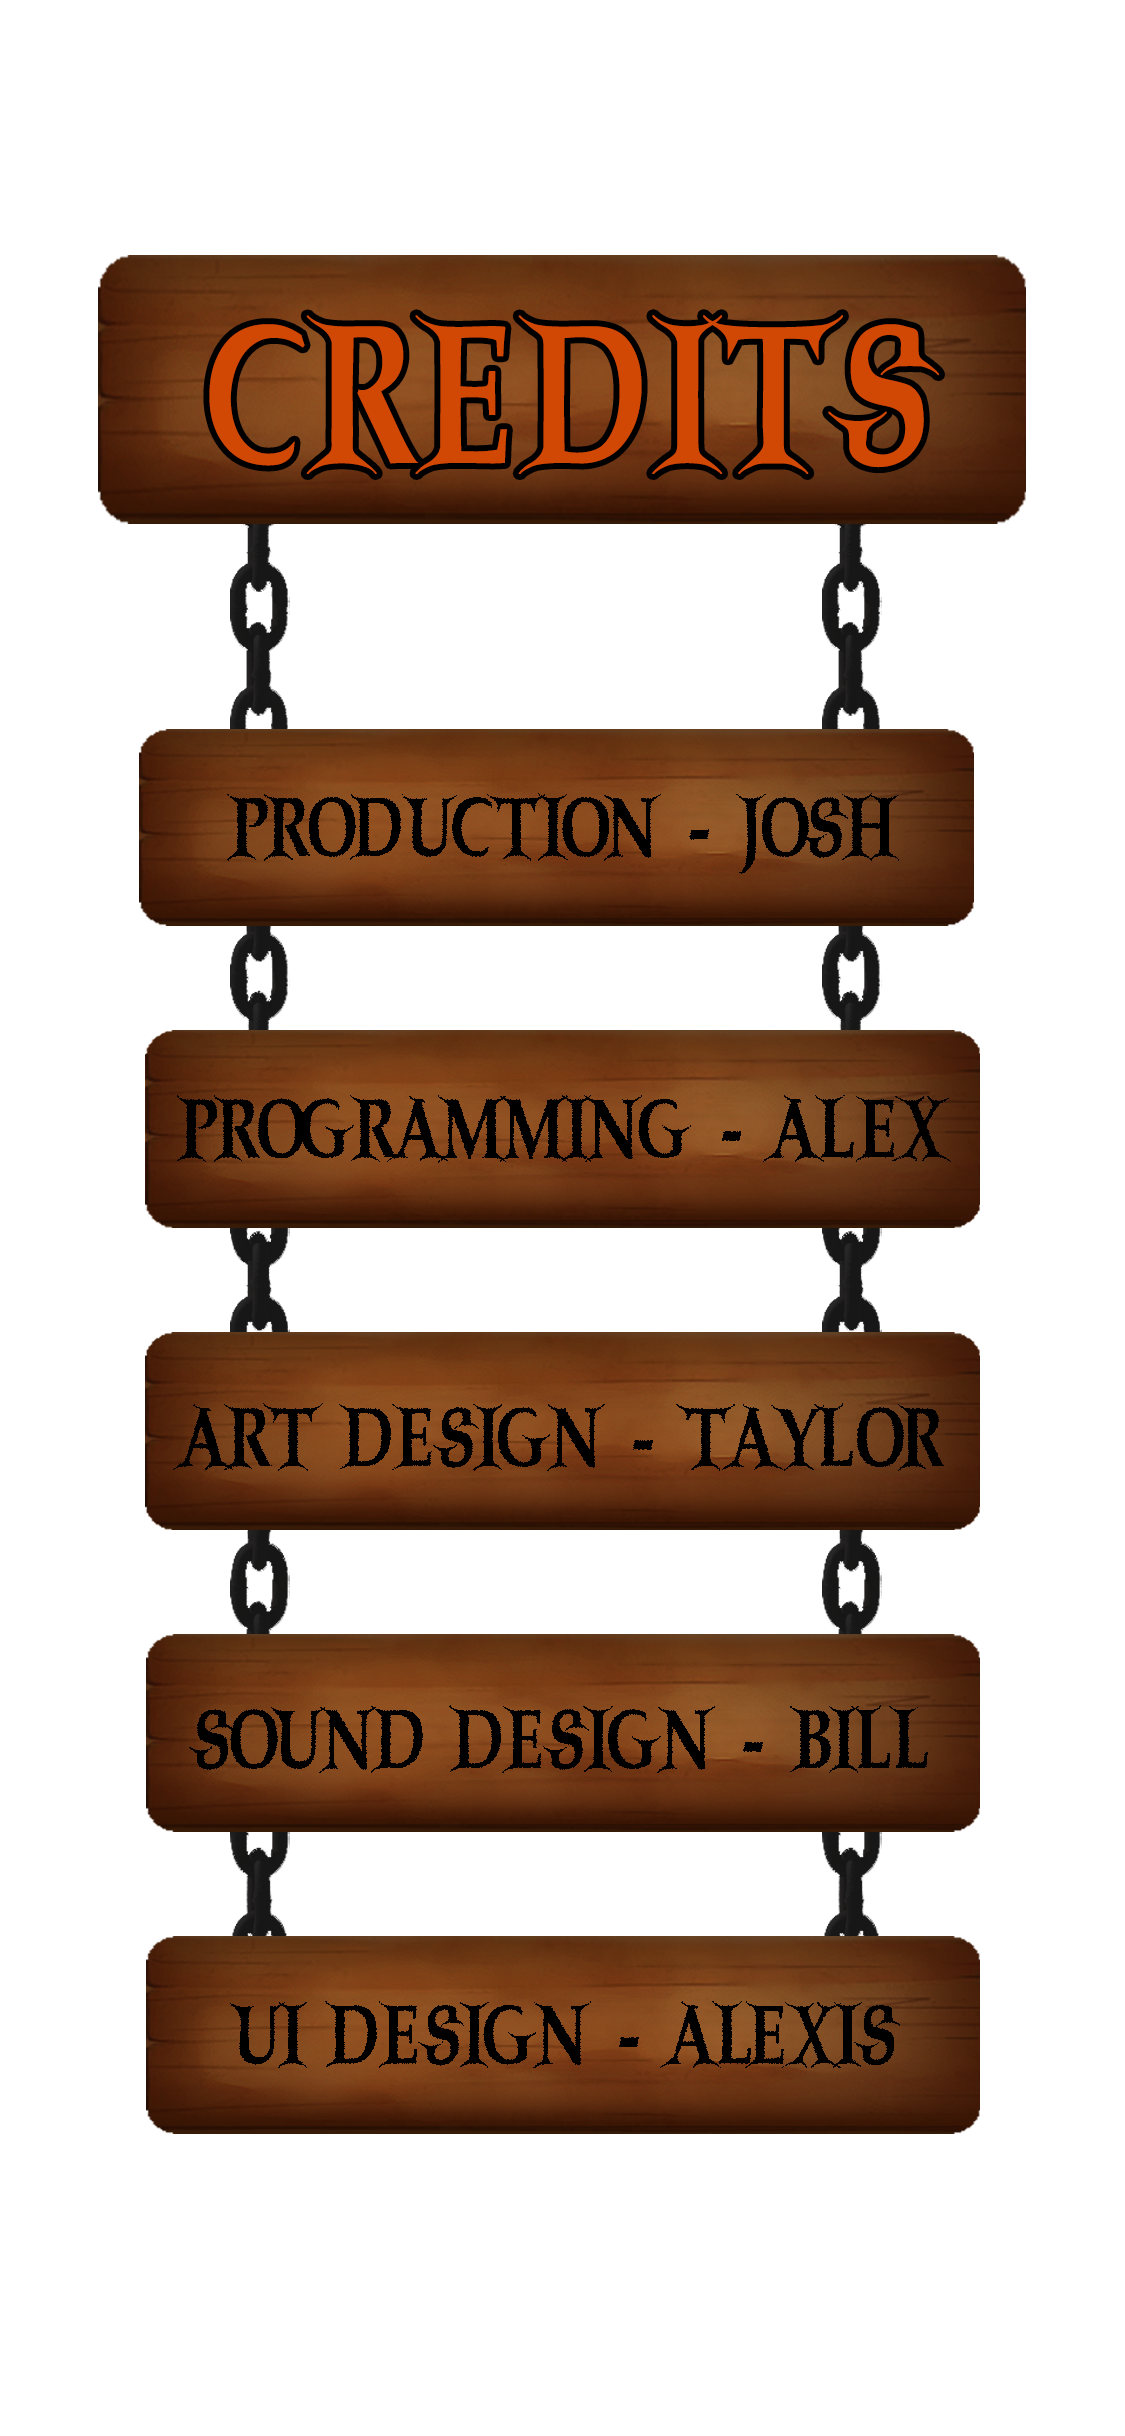 CREDITS
PRODUCTION - JOSH
PROGRAMMING - ALEX
ART DESIGN - TAYLOR
SOUND DESIGN - BILL
UI DESIGN - ALEXIS